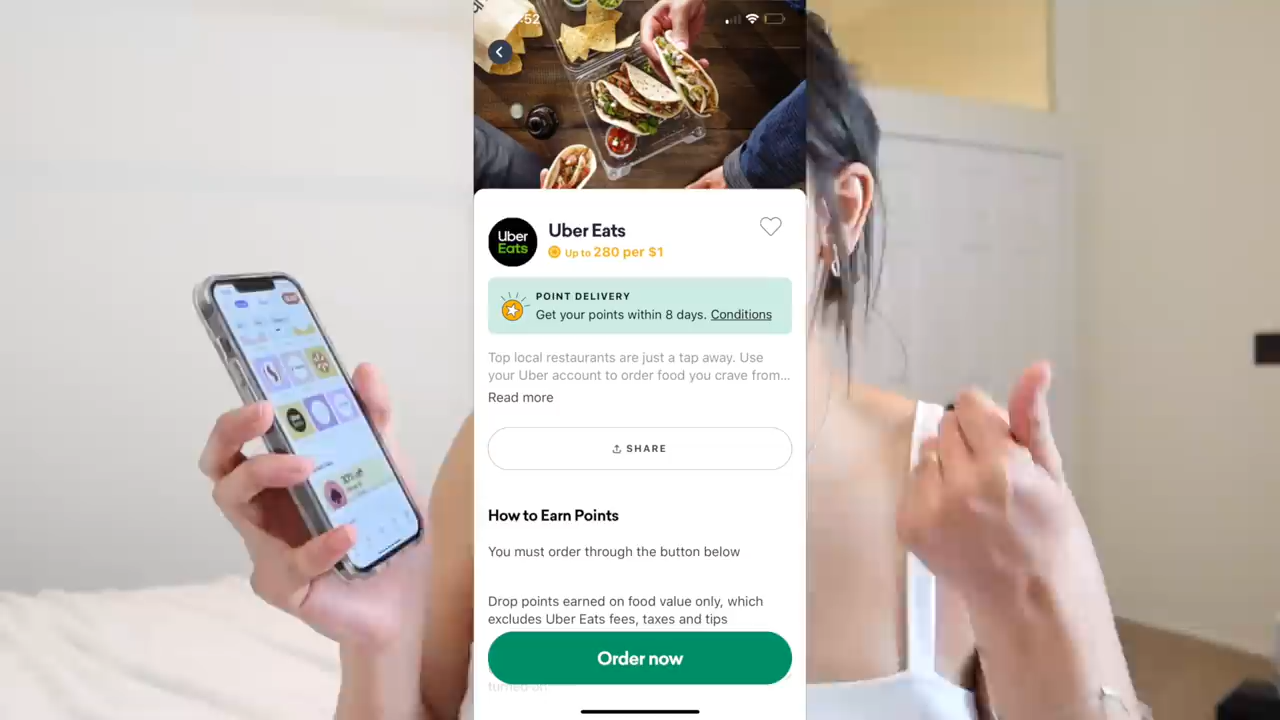 :52
Uber
Eats
Uber Eats
Up to 280 per $1
POINT DELIVERY
Get your points within 8 days. Conditions
Top local restaurants are just a tap away. Use
your Uber account to order food you crave from...
Read more
SHARE
How to Earn Points
You must order through the button below
Drop points earned on food value only, which
excludes Uber Eats fees, taxes and tips
Order now
turned on